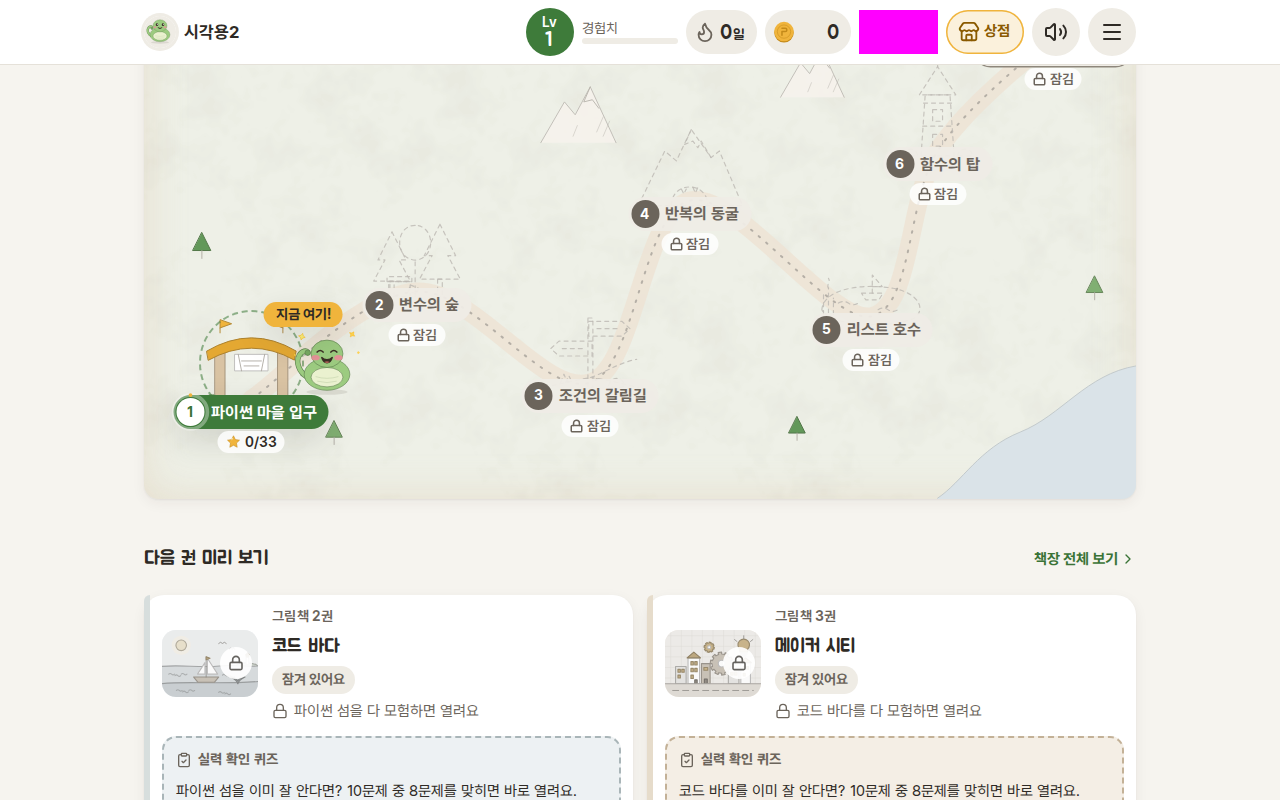 시각용2
Lv
1
경험치
0일
0
상점
잠김
6 함수의 탑
잠김
4 반복의 동굴
잠김
2 변수의 숲
잠김
지금 여기!
5 리스트 호수
잠김
3 조건의 갈림길
잠김
1 파이썬 마을 입구
0/33
다음 권 미리 보기
책장 전체 보기
그림책 2권
코드 바다
잠겨 있어요
파이썬 섬을 다 모험하면 열려요
실력 확인 퀴즈
파이썬 섬을 이미 잘 안다면? 10문제 중 8문제를 맞히면 바로 열려요.
그림책 3권
메이커 시티
잠겨 있어요
코드 바다를 다 모험하면 열려요
실력 확인 퀴즈
코드 바다를 이미 잘 안다면? 10문제 중 8문제를 맞히면 바로 열려요.